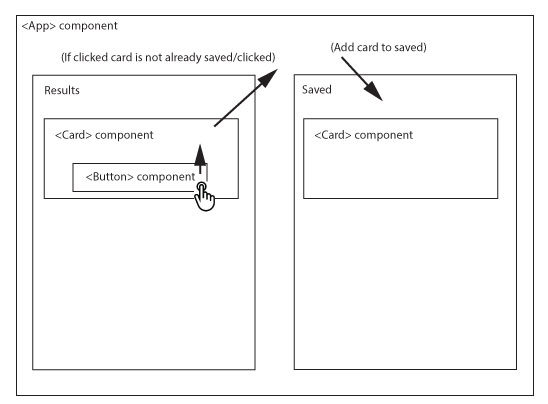 <App> component
(If clicked card is not already saved/clicked)
(Add card to saved)
Results
Saved
<Card> component
<Card> component
<Button> component